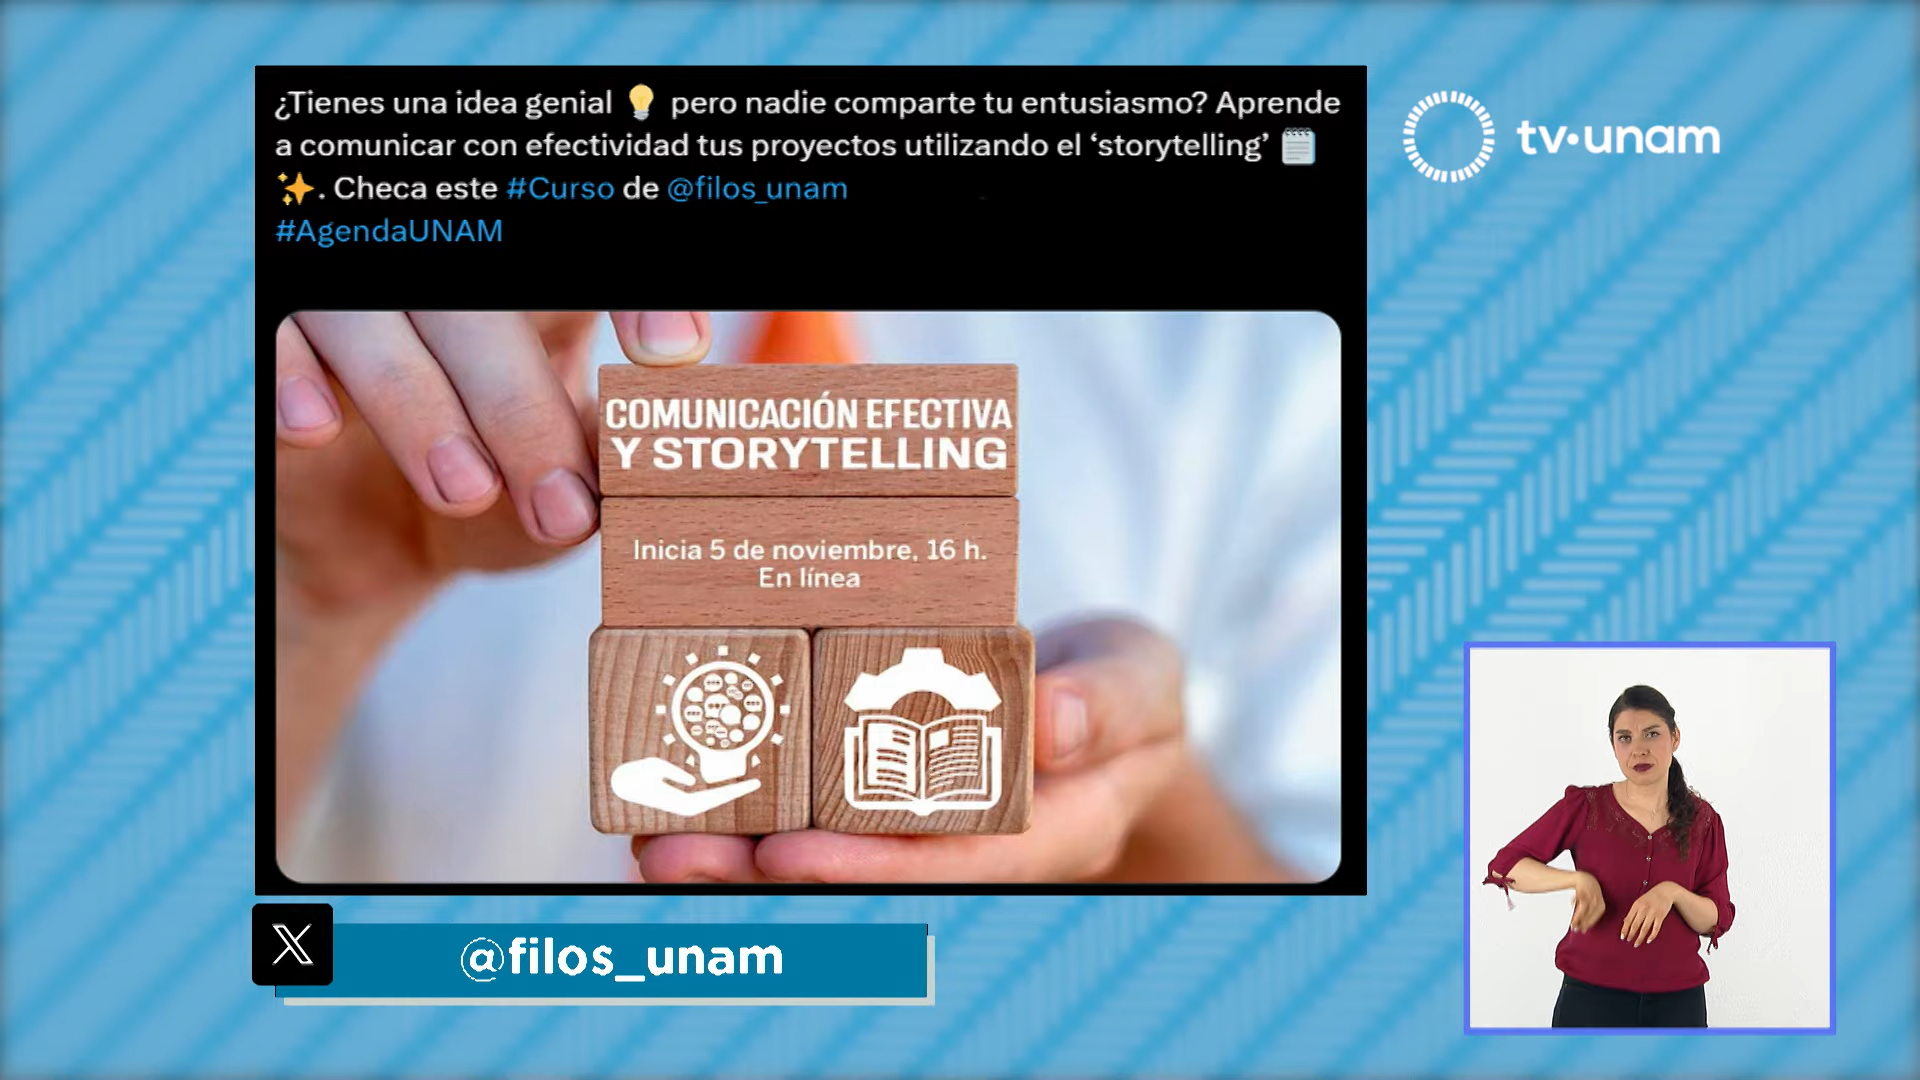 ¿Tienes una idea genial 💡 pero nadie comparte tu entusiasmo? Aprende
a comunicar con efectividad tus proyectos utilizando el ‘storytelling’ 🗒️
✨. Checa este #Curso de @filos_unam
#AgendaUNAM
tv·unam
COMUNICACIÓN EFECTIVA
Y STORYTELLING
Inicia 5 de noviembre, 16 h.
En línea
@filos_unam